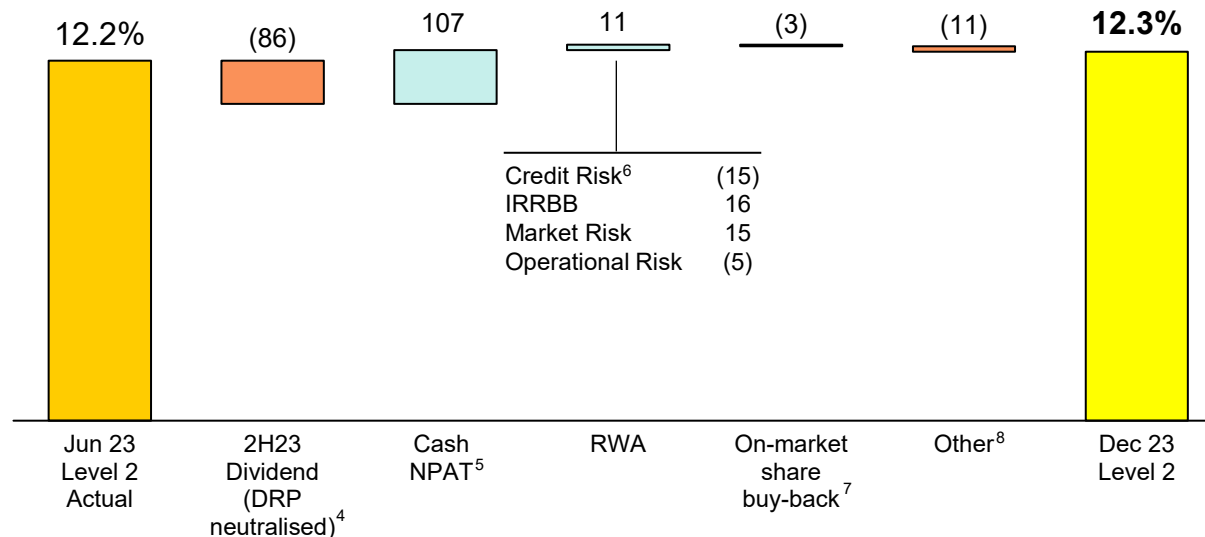 12.2% (86) 107 11 (3) (11) 12.3%
Credit Risk6 (15)
IRRBB 16
Market Risk 15
Operational Risk (5)
Jun 23
Level 2
Actual
2H23
Dividend
(DRP
neutralised)4
Cash
NPAT5
RWA
On-market
share
buy-back7
Other8
Dec 23
Level 2